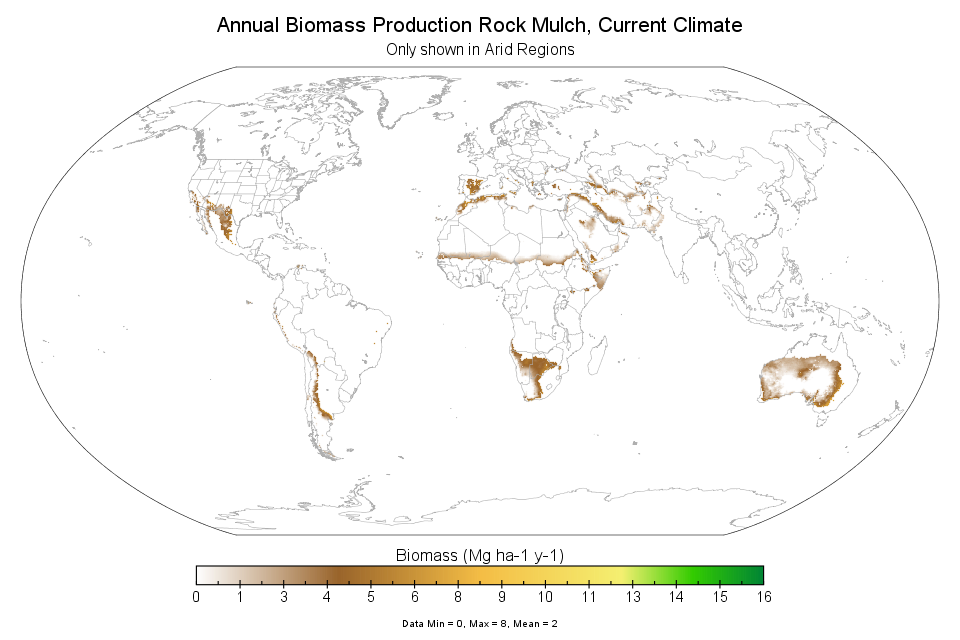 Annual Biomass Production Rock Mulch, Current Climate
Only shown in Arid Regions
Biomass (Mg ha-1 y-1)
0 1 3 4 5 6 8 9 10 11 13 14 15 16
Data Min = 0, Max = 8, Mean = 2